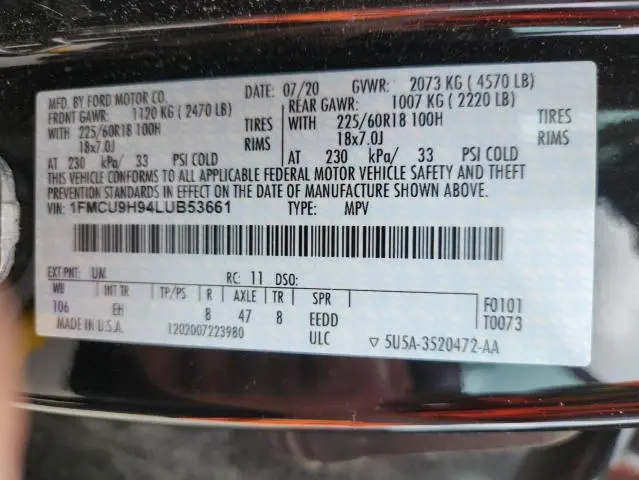 MFD. BY FORD MOTOR CO.
DATE: 07/20 GVWR: 2073 KG ( 4570 LB)
FRONT GAWR: 1120 KG ( 2470 LB) REAR GAWR: 1007 KG ( 2220 LB)
WITH 225/60R18 100H TIRES WITH 225/60R18 100H TIRES
18x7.0J RIMS 18x7.0J RIMS
AT 230 kPa/ 33 PSI COLD AT 230 kPa/ 33 PSI COLD
THIS VEHICLE CONFORMS TO ALL APPLICABLE FEDERAL MOTOR VEHICLE SAFETY AND THEFT
PREVENTION STANDARDS IN EFFECT ON THE DATE OF MANUFACTURE SHOWN ABOVE.
VIN: 1FMCU9H94LUB53661 TYPE: MPV
EXT PNT: UM RC: 11 DSO:
WB INT TR TP/PS R AXLE TR SPR F0101
106 EH 8 47 8 EEDD T0073
MADE IN U.S.A. 1202007223980 ULC ▽ 5U5A-3520472-AA